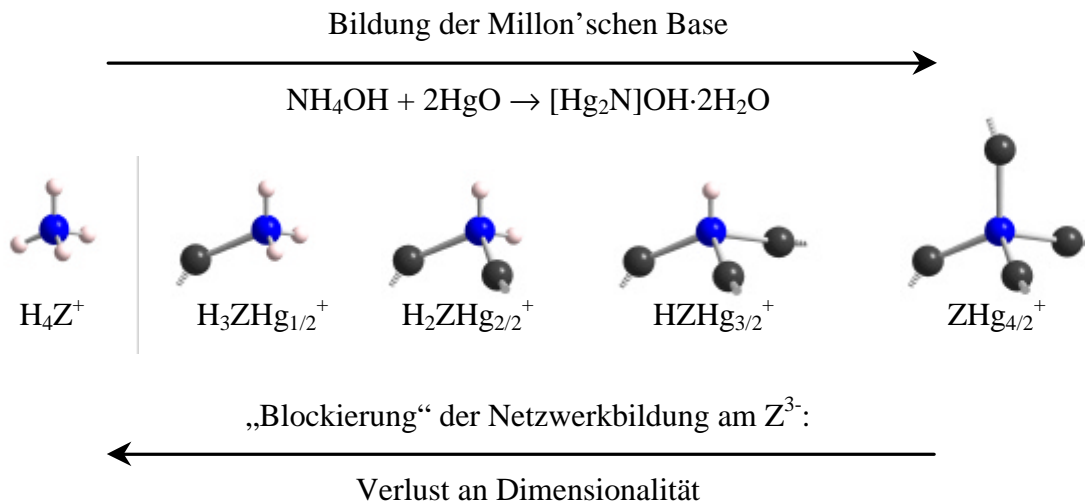 Bildung der Millon’schen Base
NH₄OH + 2HgO → [Hg₂N]OH·2H₂O
H₄Z⁺ H₃ZHg₁/₂⁺ H₂ZHg₂/₂⁺ HZHg₃/₂⁺ ZHg₄/₂⁺
„Blockierung“ der Netzwerkbildung am Z³⁻:
Verlust an Dimensionalität